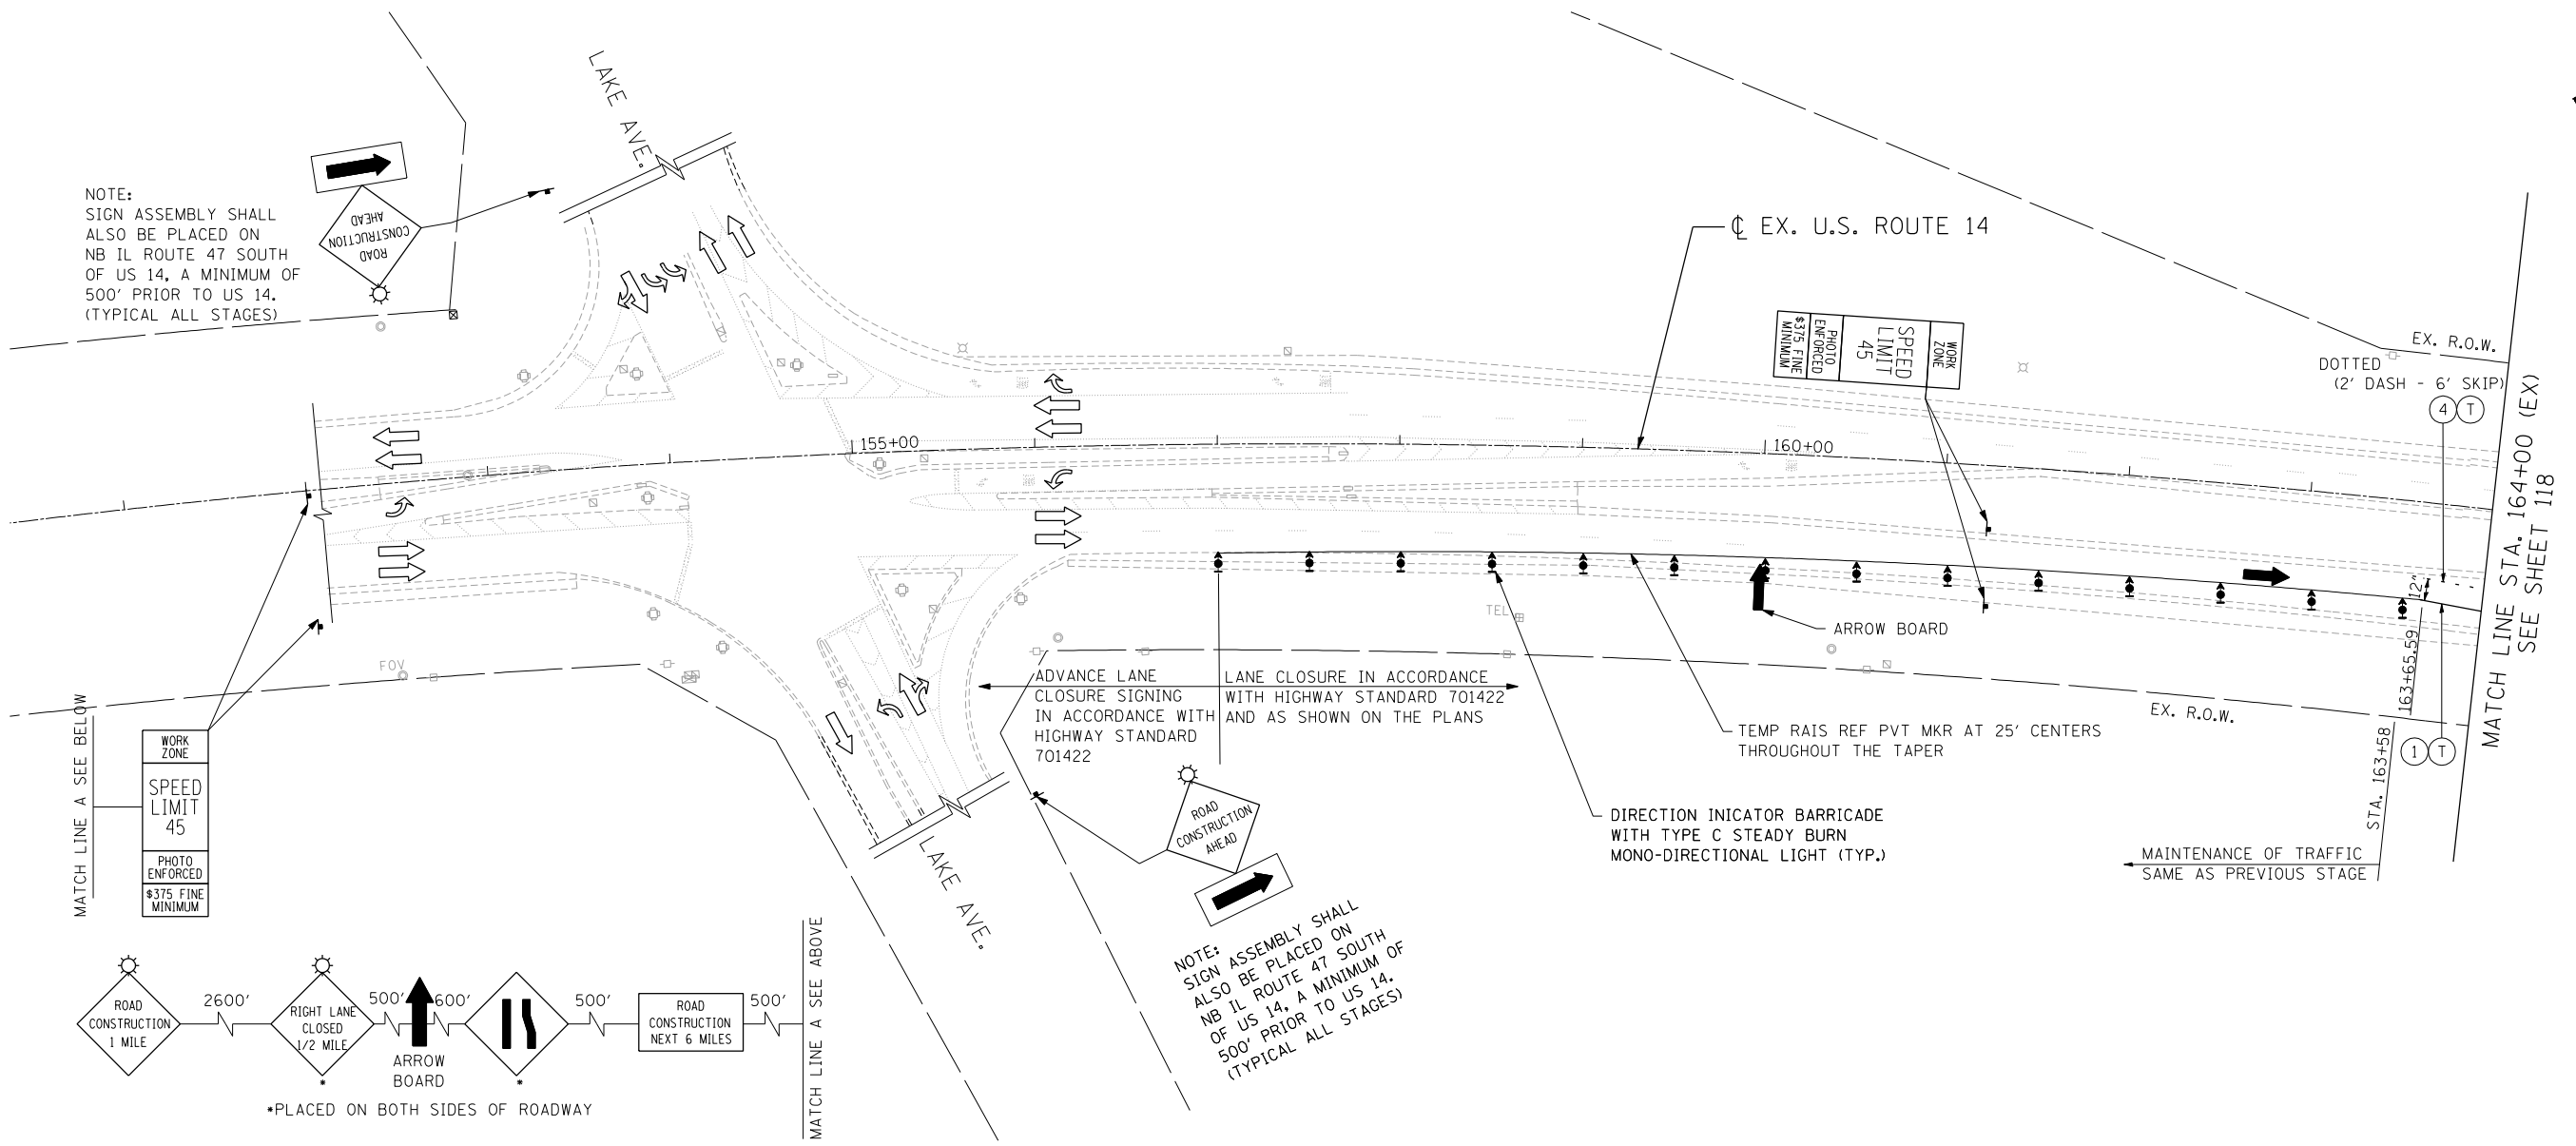 LAKE AVE.
NOTE:
SIGN ASSEMBLY SHALL
ALSO BE PLACED ON
NB IL ROUTE 47 SOUTH
OF US 14, A MINIMUM OF
500' PRIOR TO US 14.
(TYPICAL ALL STAGES)
ROAD
CONSTRUCTION
AHEAD
℄ EX. U.S. ROUTE 14
WORK
ZONE
SPEED
LIMIT
45
PHOTO
ENFORCED
$375 FINE
MINIMUM
EX. R.O.W.
DOTTED
(2' DASH - 6' SKIP)
4 T
155+00
160+00
MATCH LINE STA. 164+00 (EX)
SEE SHEET 118
12"
TEL
ARROW BOARD
FOV
163+65.59
EX. R.O.W.
1 T
STA. 163+58
ADVANCE LANE
CLOSURE SIGNING
IN ACCORDANCE WITH
HIGHWAY STANDARD
701422
LANE CLOSURE IN ACCORDANCE
WITH HIGHWAY STANDARD 701422
AND AS SHOWN ON THE PLANS
TEMP RAIS REF PVT MKR AT 25' CENTERS
THROUGHOUT THE TAPER
DIRECTION INICATOR BARRICADE
WITH TYPE C STEADY BURN
MONO-DIRECTIONAL LIGHT (TYP.)
MAINTENANCE OF TRAFFIC
SAME AS PREVIOUS STAGE
MATCH LINE A SEE BELOW
WORK
ZONE
SPEED
LIMIT
45
PHOTO
ENFORCED
$375 FINE
MINIMUM
LAKE AVE.
ROAD
CONSTRUCTION
AHEAD
NOTE:
SIGN ASSEMBLY SHALL
ALSO BE PLACED ON
NB IL ROUTE 47 SOUTH
OF US 14, A MINIMUM OF
500' PRIOR TO US 14.
(TYPICAL ALL STAGES)
ROAD
CONSTRUCTION
1 MILE
2600'
RIGHT LANE
CLOSED
1/2 MILE
*
500'
ARROW
BOARD
600'
*
500'
ROAD
CONSTRUCTION
NEXT 6 MILES
500'
MATCH LINE A SEE ABOVE
*PLACED ON BOTH SIDES OF ROADWAY